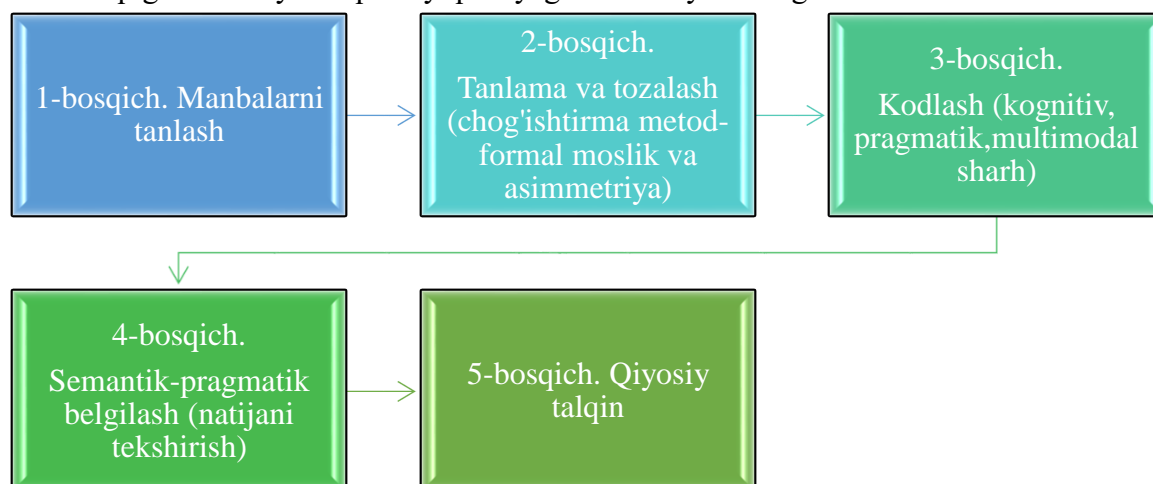 1-bosqich. Manbalarni
tanlash
2-bosqich.
Tanlama va tozalash
(chog'ishtirma metod-
formal moslik va
asimmetriya)
3-bosqich.
Kodlash (kognitiv,
pragmatik,multimodal
sharh)
4-bosqich.
Semantik-pragmatik
belgilash (natijani
tekshirish)
5-bosqich. Qiyosiy
talqin